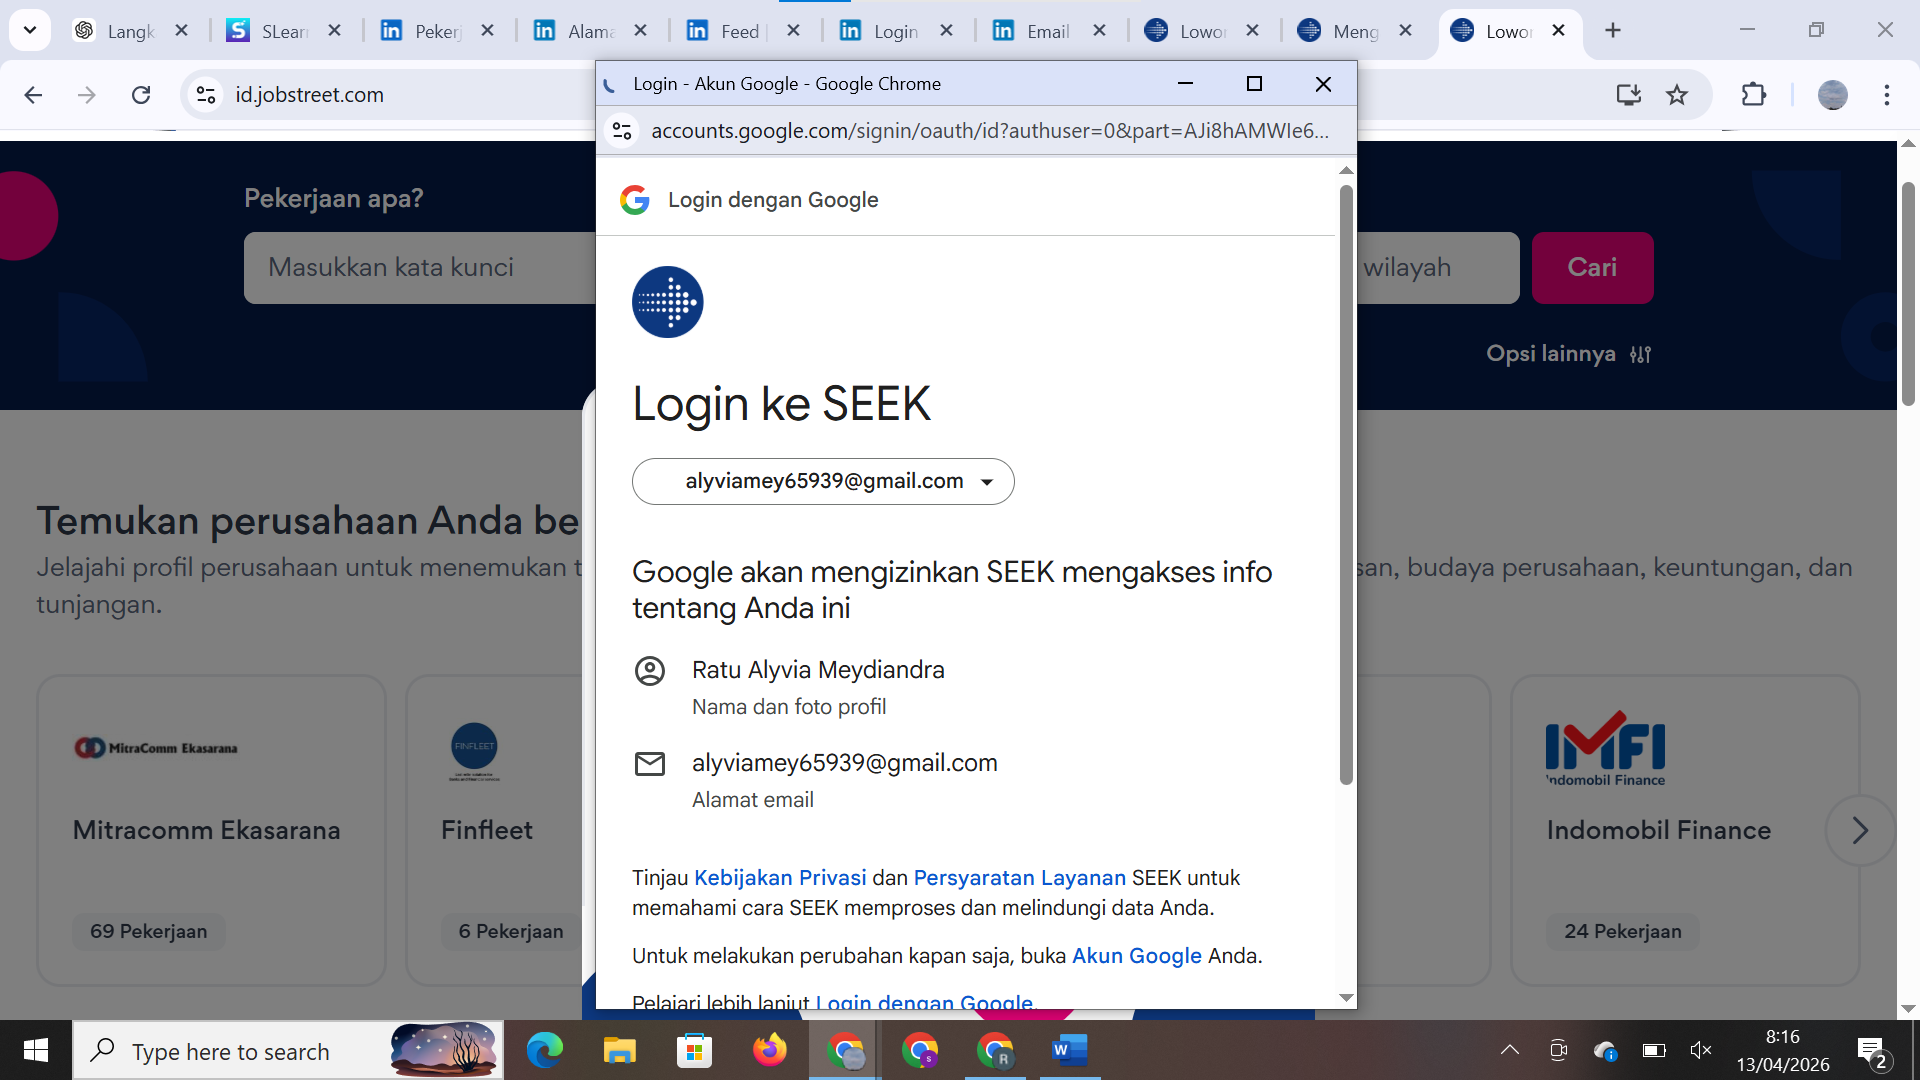 Langk
SLear
Pekerj
Alama
Feed
Login
Email
Lowor
Meng
Lowor
id.jobstreet.com
Login - Akun Google - Google Chrome
accounts.google.com/signin/oauth/id?authuser=0&part=AJi8hAMWIe6...
Pekerjaan apa?
Masukkan kata kunci
wilayah
Cari
Opsi lainnya
Login dengan Google
Login ke SEEK
alyviamey65939@gmail.com
Google akan mengizinkan SEEK mengakses info
tentang Anda ini
Ratu Alyvia Meydiandra
Nama dan foto profil
alyviamey65939@gmail.com
Alamat email
Tinjau Kebijakan Privasi dan Persyaratan Layanan SEEK untuk
memahami cara SEEK memproses dan melindungi data Anda.
Untuk melakukan perubahan kapan saja, buka Akun Google Anda.
Pelajari lebih lanjut Login dengan Google.
Temukan perusahaan Anda be
Jelajahi profil perusahaan untuk menemukan t
san, budaya perusahaan, keuntungan, dan
tunjangan.
MitraComm Ekasarana
Mitracomm Ekasarana
69 Pekerjaan
FINFLEET
Finfleet
6 Pekerjaan
IMFI
Indomobil Finance
Indomobil Finance
24 Pekerjaan
Type here to search
8:16
13/04/2026
2